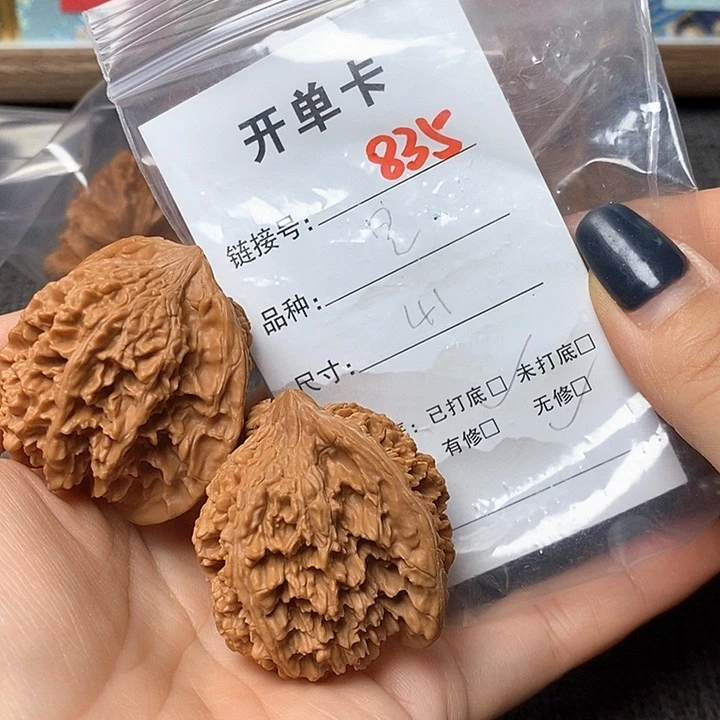 开单卡
链接号: 835
品种:
尺寸: 41
: 已打底□ 未打底□
有修□ 无修□